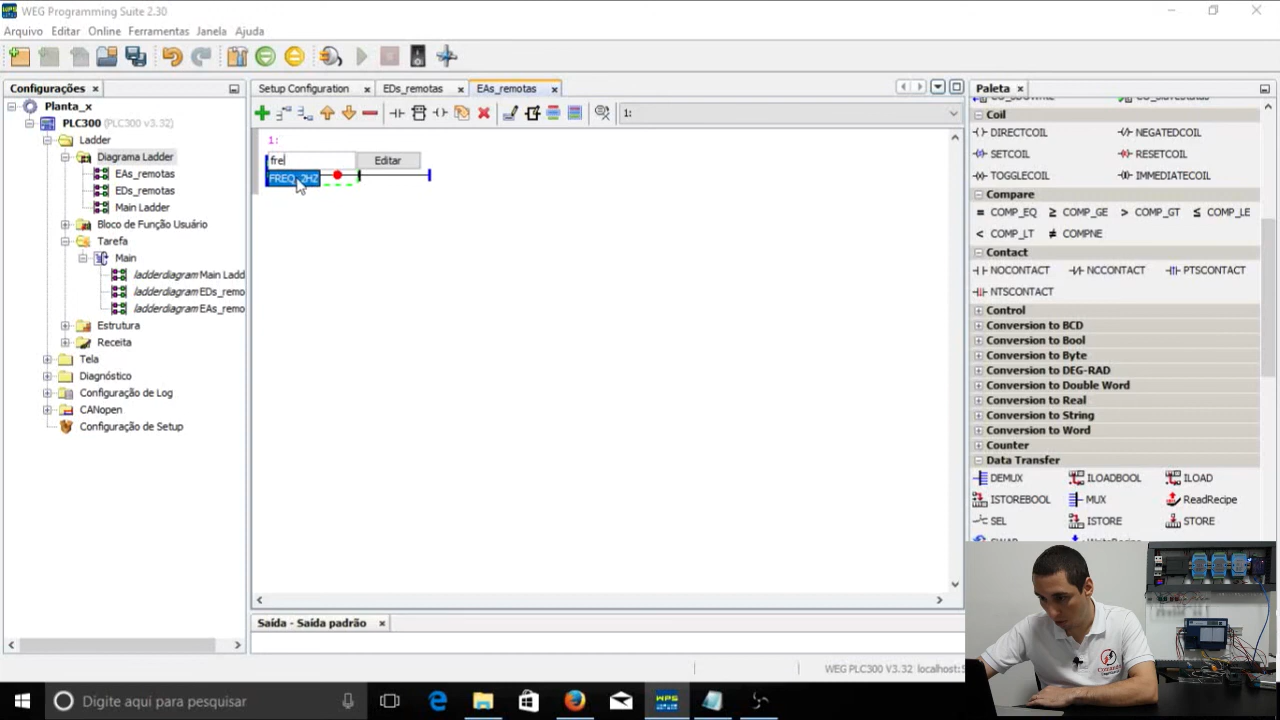 WEG Programming Suite 2.30
Arquivo Editar Online Ferramentas Janela Ajuda
Configurações
Planta_x
PLC300 (PLC300 v3.32)
Ladder
Diagrama Ladder
EAs_remotas
EDs_remotas
Main Ladder
Bloco de Função Usuário
Tarefa
Main
ladderdiagram Main Ladd
ladderdiagram EDs_remo
ladderdiagram EAs_remo
Estrutura
Receita
Tela
Diagnóstico
Configuração de Log
CANopen
Configuração de Setup
Setup Configuration EDs_remotas EAs_remotas
1:
1:
fre Editar
FREQ_2HZ
Saída - Saída padrão
WEG PLC300 V3.32 localhost:5
Paleta
Coil
DIRECTCOIL NEGATEDCOIL
SETCOIL RESETCOIL
TOGGLECOIL IMMEDIATECOIL
Compare
= COMP_EQ ≥ COMP_GE > COMP_GT ≤ COMP_LE
< COMP_LT ≠ COMPNE
Contact
NOCONTACT NCCONTACT PTSCONTACT
NTSCONTACT
Control
Conversion to BCD
Conversion to Bool
Conversion to Byte
Conversion to DEG-RAD
Conversion to Double Word
Conversion to Real
Conversion to String
Conversion to Word
Counter
Data Transfer
DEMUX ILOADBOOL ILOAD
ISTOREBOOL MUX ReadRecipe
SEL ISTORE STORE
Digite aqui para pesquisar
WPS